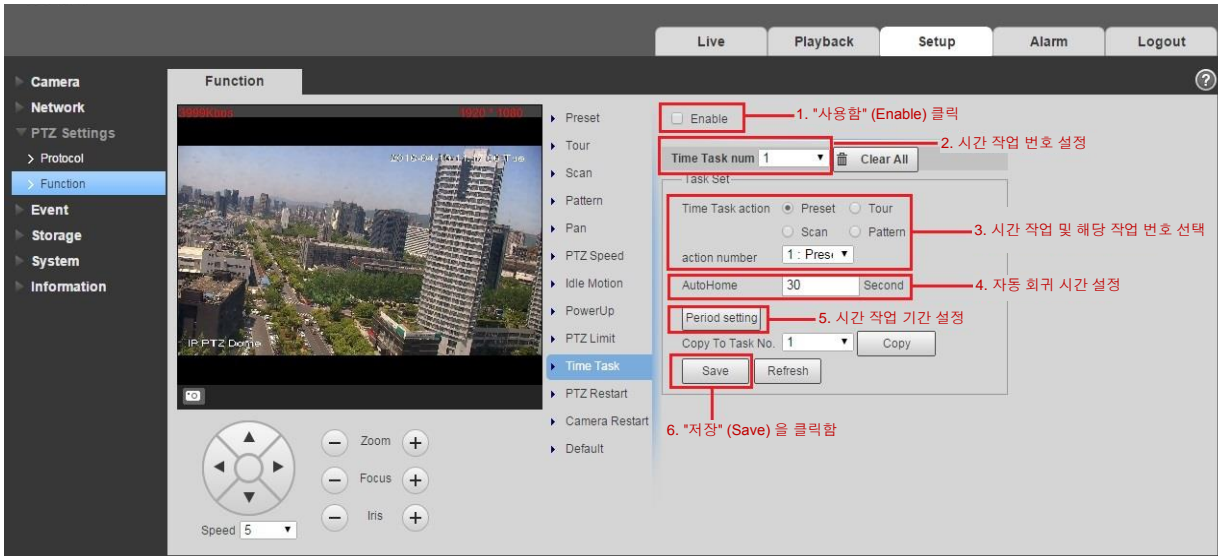 Live Playback Setup Alarm Logout
Camera
Network
PTZ Settings
Protocol
Function
Event
Storage
System
Information
Function
1920 * 1080
IP PTZ Dome
Speed 5
Zoom
Focus
Iris
Preset
Tour
Scan
Pattern
Pan
PTZ Speed
Idle Motion
PowerUp
PTZ Limit
Time Task
PTZ Restart
Camera Restart
Default
Enable
1. "사용함" (Enable) 클릭
2. 시간 작업 번호 설정
Time Task num 1 Clear All
Task Set
Time Task action Preset Tour
Scan Pattern
3. 시간 작업 및 해당 작업 번호 선택
action number 1 : Prese
AutoHome 30 Second
4. 자동 회귀 시간 설정
Period setting
5. 시간 작업 기간 설정
Copy To Task No. 1 Copy
Save Refresh
6. "저장" (Save) 을 클릭함
?